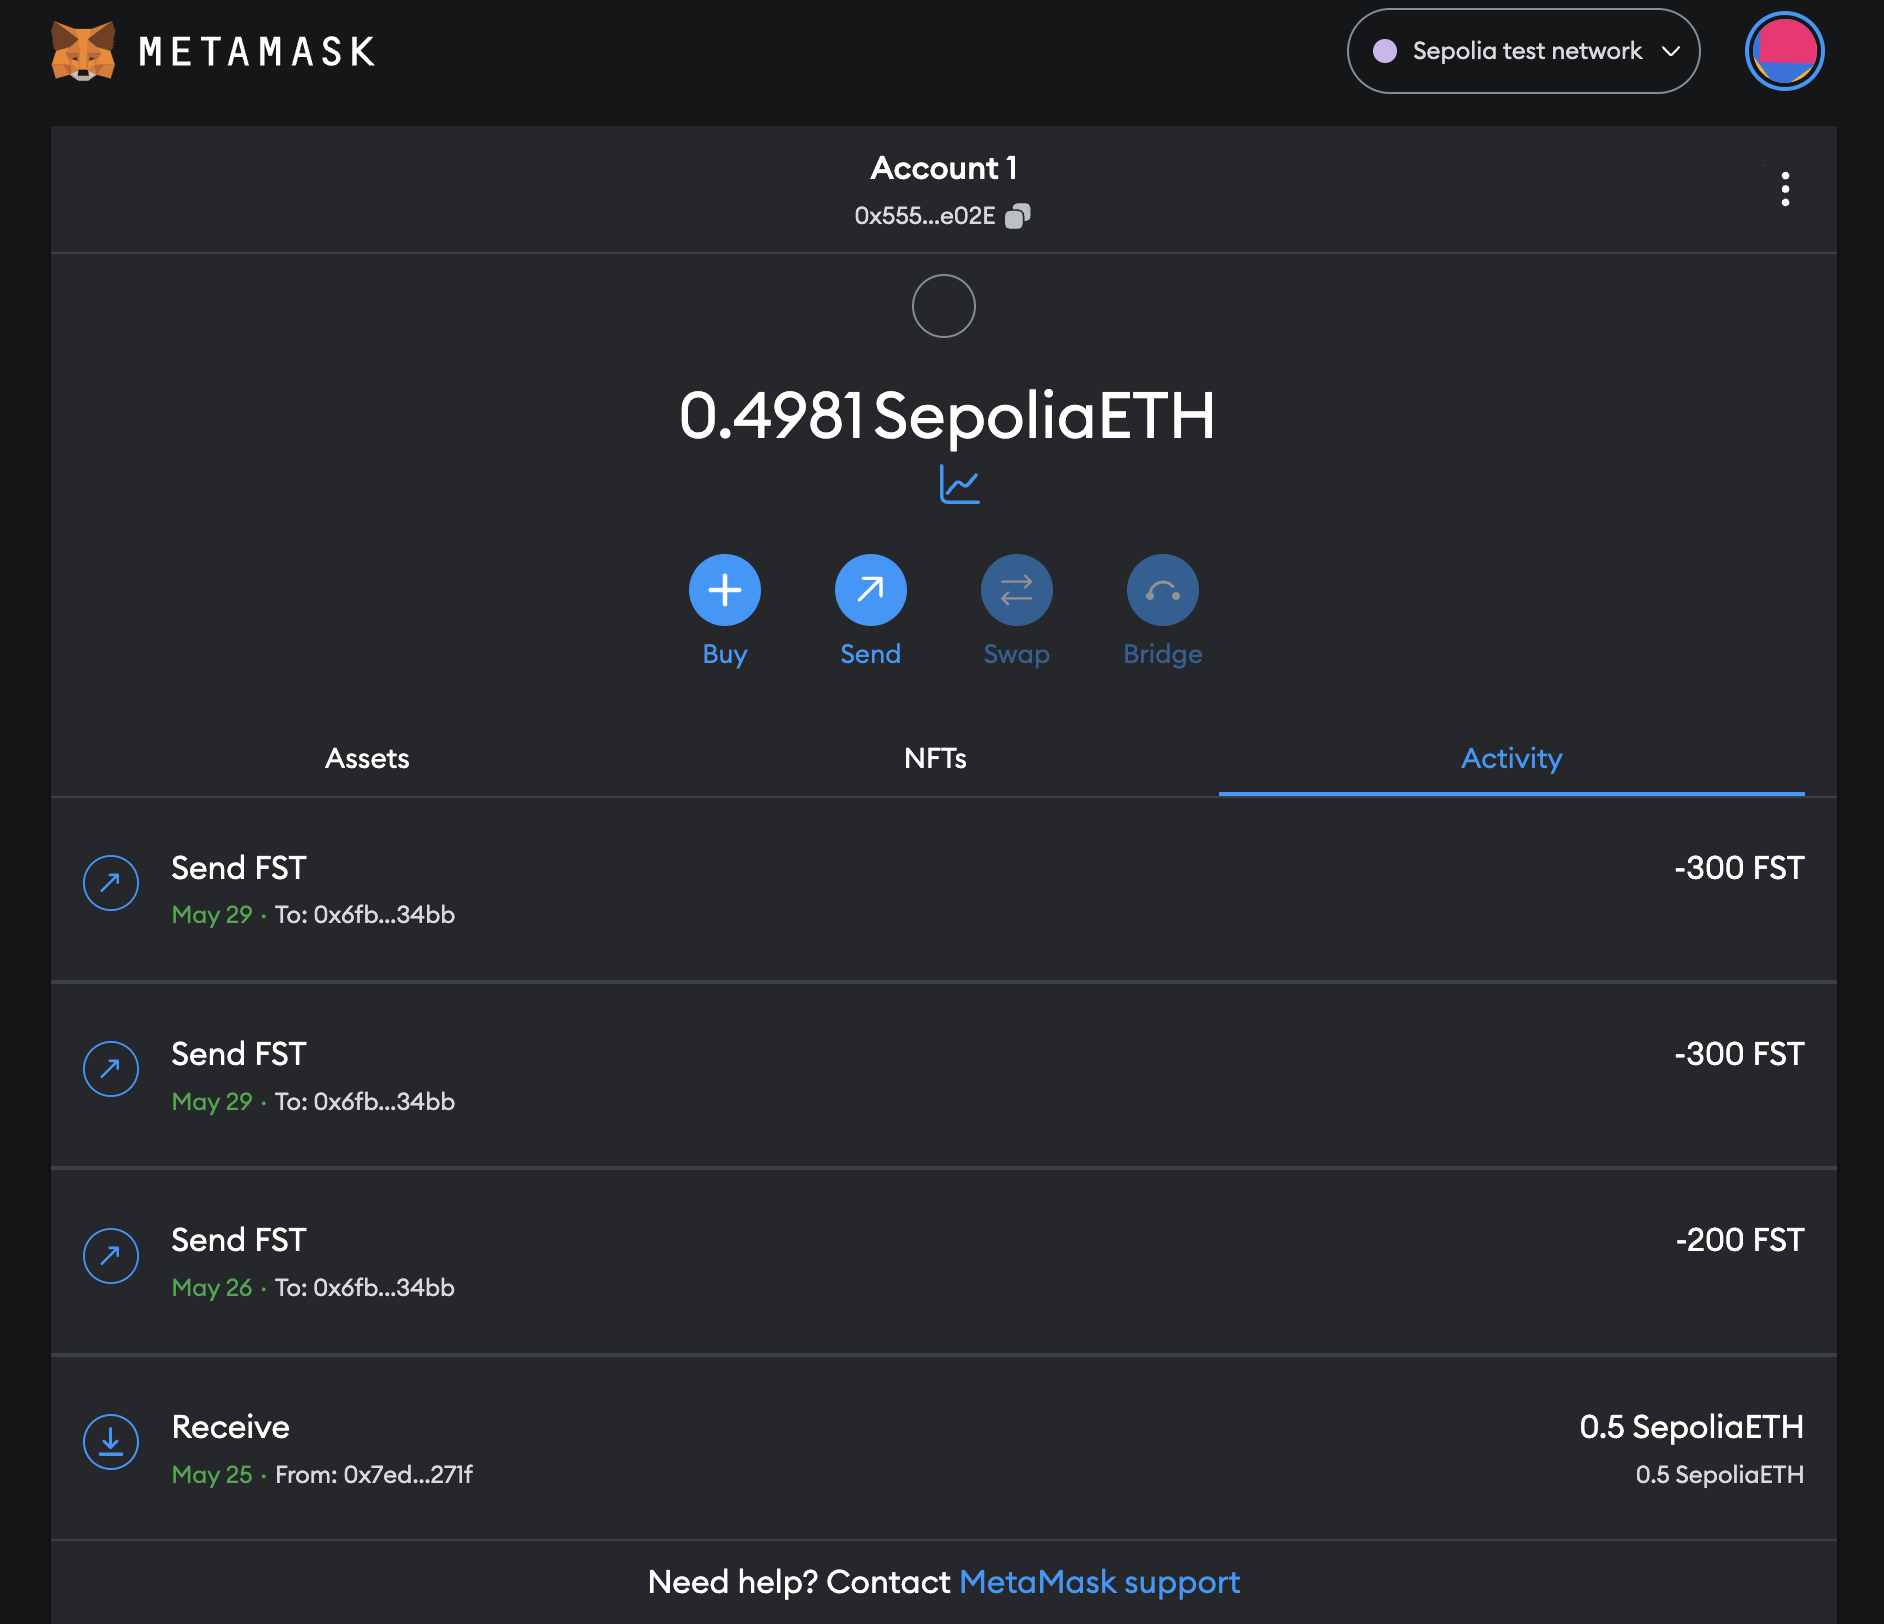 METAMASK
Sepolia test network
Account 1
0x555...e02E
0.4981 SepoliaETH
Buy Send Swap Bridge
Assets NFTs Activity
Send FST -300 FST
May 29 · To: 0x6fb...34bb
Send FST -300 FST
May 29 · To: 0x6fb...34bb
Send FST -200 FST
May 26 · To: 0x6fb...34bb
Receive 0.5 SepoliaETH
May 25 · From: 0x7ed...271f 0.5 SepoliaETH
Need help? Contact MetaMask support